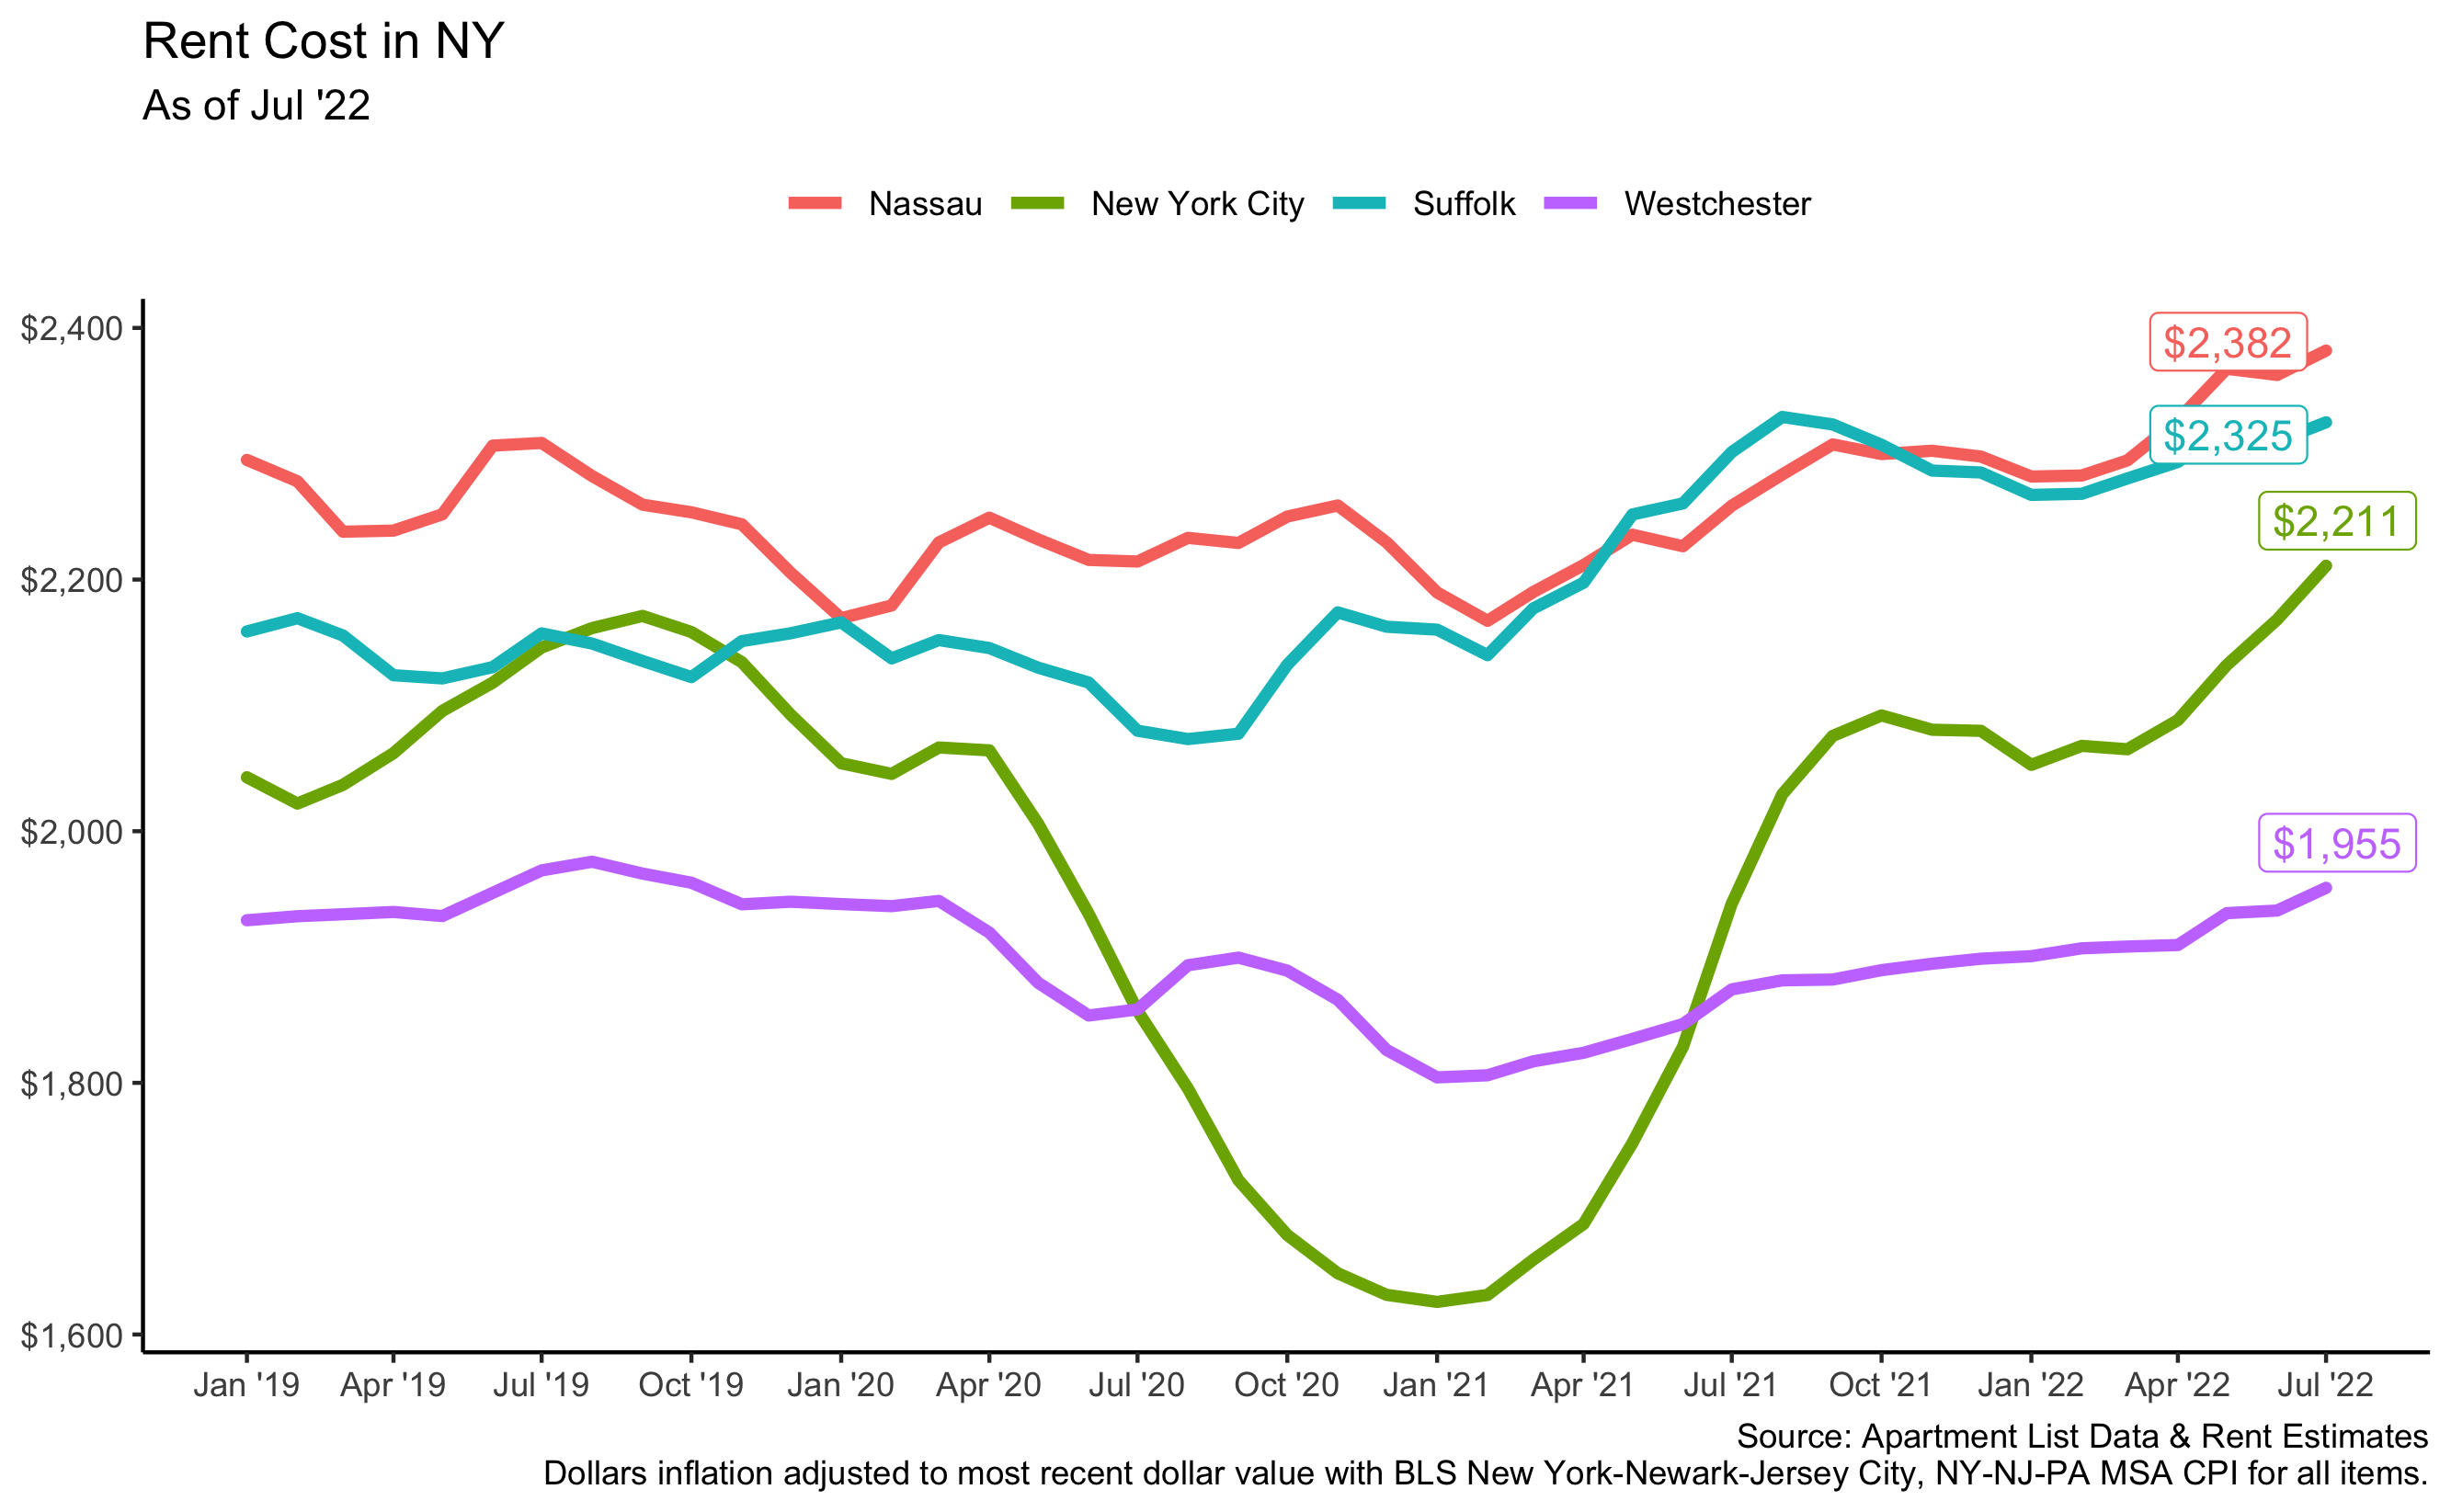 Rent Cost in NY
As of Jul '22
Nassau New York City Suffolk Westchester
$2,400
$2,200
$2,000
$1,800
$1,600
$2,382
$2,325
$2,211
$1,955
Jan '19 Apr '19 Jul '19 Oct '19 Jan '20 Apr '20 Jul '20 Oct '20 Jan '21 Apr '21 Jul '21 Oct '21 Jan '22 Apr '22 Jul '22
Source: Apartment List Data & Rent Estimates
Dollars inflation adjusted to most recent dollar value with BLS New York-Newark-Jersey City, NY-NJ-PA MSA CPI for all items.